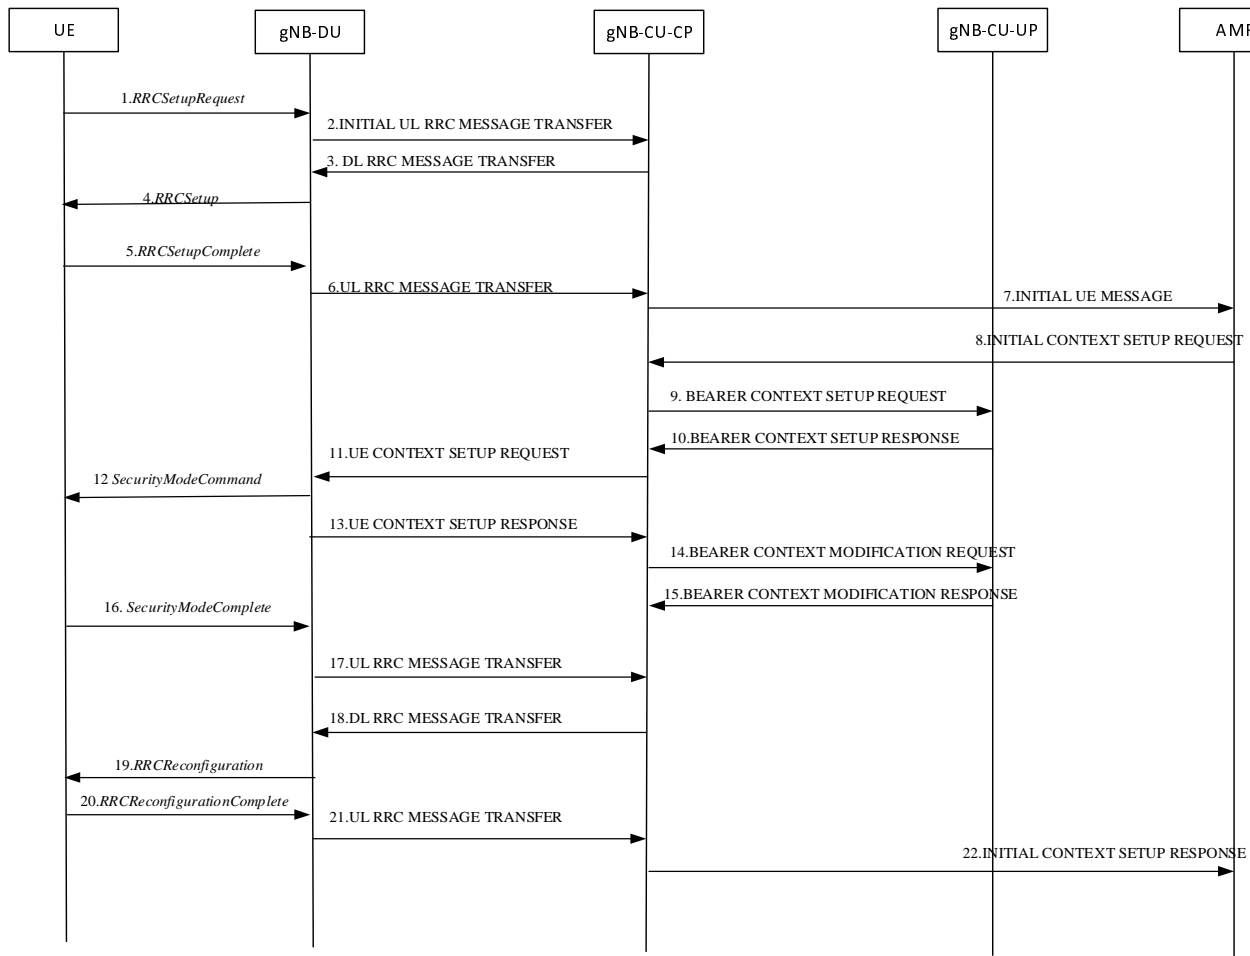 UE
gNB-DU
gNB-CU-CP
gNB-CU-UP
AMF
1.RRCSetupRequest
2.INITIAL UL RRC MESSAGE TRANSFER
3. DL RRC MESSAGE TRANSFER
4.RRCSetup
5.RRCSetupComplete
6.UL RRC MESSAGE TRANSFER
7.INITIAL UE MESSAGE
8.INITIAL CONTEXT SETUP REQUEST
9. BEARER CONTEXT SETUP REQUEST
10.BEARER CONTEXT SETUP RESPONSE
11.UE CONTEXT SETUP REQUEST
12 SecurityModeCommand
13.UE CONTEXT SETUP RESPONSE
14.BEARER CONTEXT MODIFICATION REQUEST
15.BEARER CONTEXT MODIFICATION RESPONSE
16. SecurityModeComplete
17.UL RRC MESSAGE TRANSFER
18.DL RRC MESSAGE TRANSFER
19.RRCReconfiguration
20.RRCReconfigurationComplete
21.UL RRC MESSAGE TRANSFER
22.INITIAL CONTEXT SETUP RESPONSE